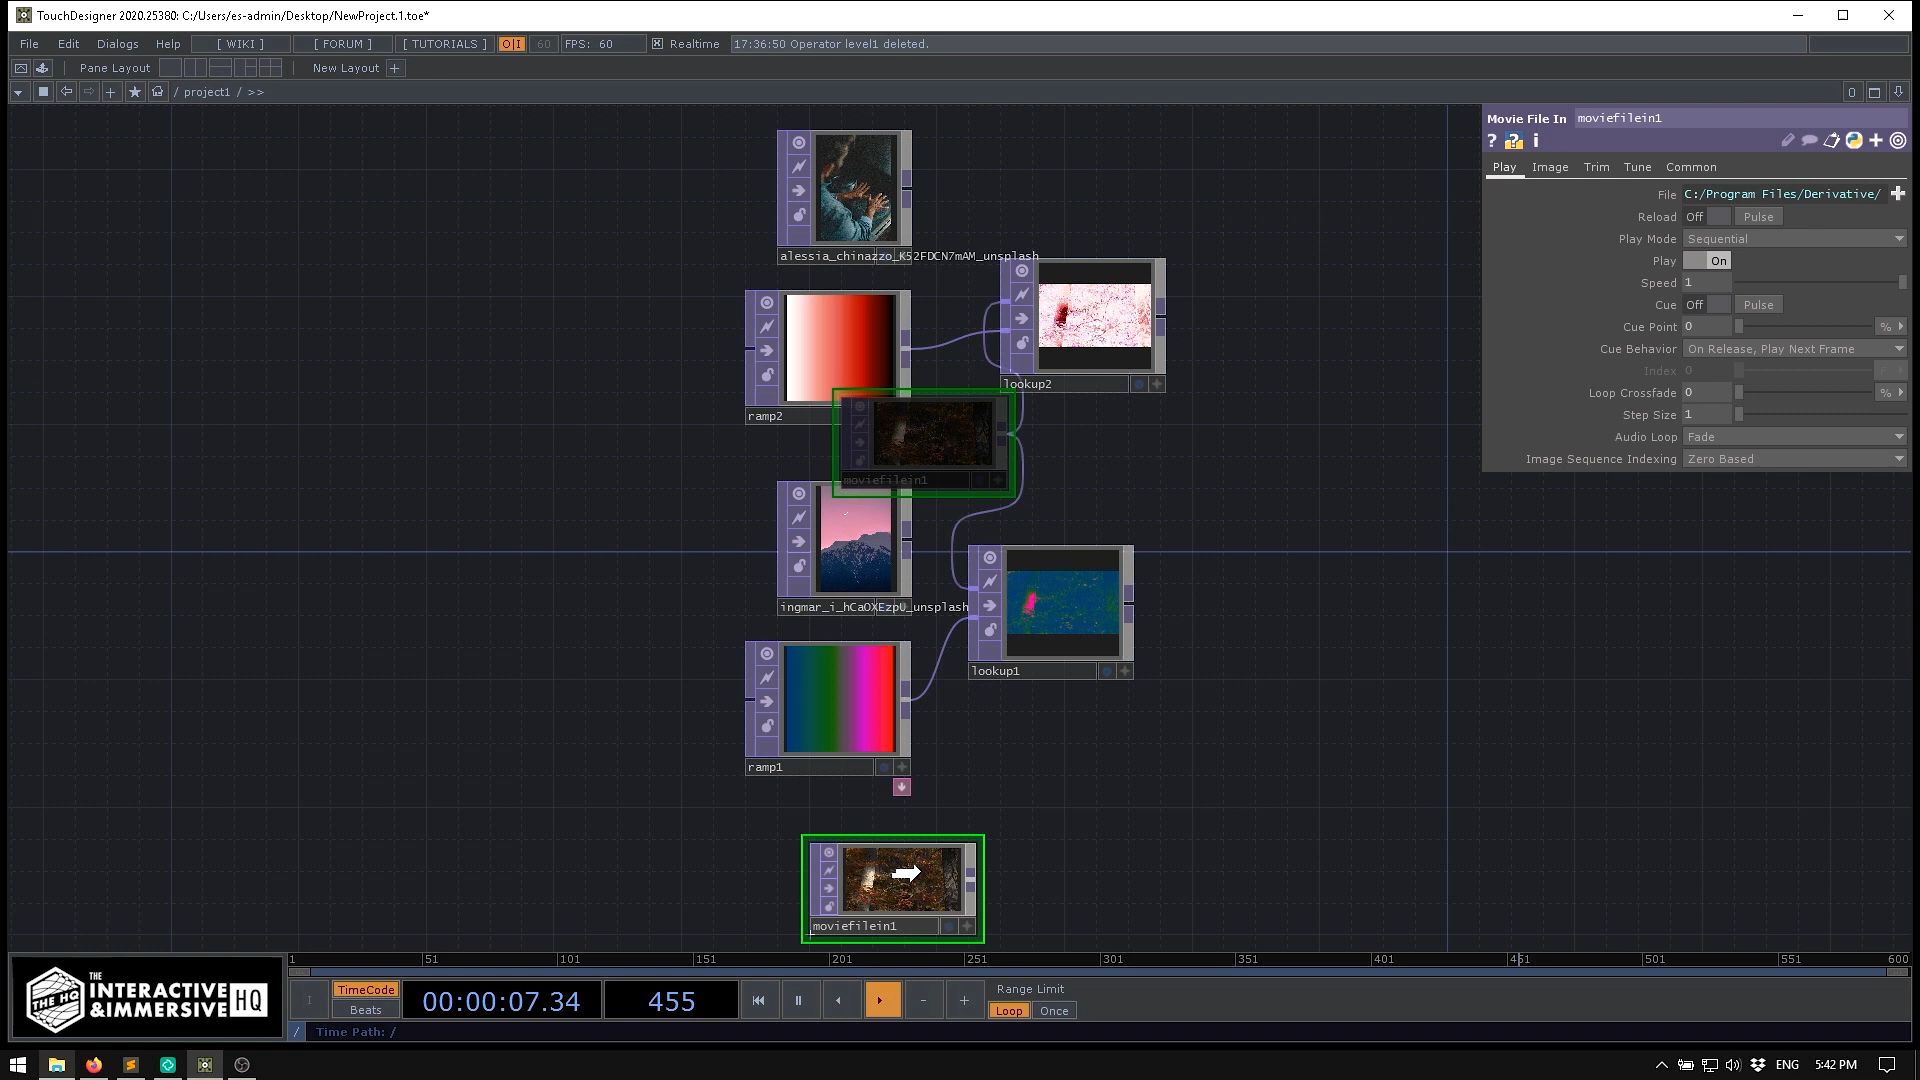 TouchDesigner 2020.25380: C:/Users/es-admin/Desktop/NewProject.1.toe*
File Edit Dialogs Help [ WIKI ] [ FORUM ] [ TUTORIALS ] O|I 60 FPS: 60 Realtime 17:36:50 Operator level1 deleted.
Pane Layout New Layout +
/ project1 / >> 0
alessia_chinazzo_K52FDCN7mAM_unsplash
ramp2
lookup2
moviefilein1
ingmar_i_hCaOXEzpU_unsplash
lookup1
ramp1
moviefilein1
Movie File In moviefilein1
? ? i
Play Image Trim Tune Common
File C:/Program Files/Derivative/
Reload Off Pulse
Play Mode Sequential
Play On
Speed 1
Cue Off Pulse
Cue Point 0 %
Cue Behavior On Release, Play Next Frame
Index 0 F
Loop Crossfade 0 %
Step Size 1
Audio Loop Fade
Image Sequence Indexing Zero Based
1 51 101 151 201 251 301 351 401 451 501 551 600
THE HQ
THE INTERACTIVE & IMMERSIVE HQ
I TimeCode Beats 00:00:07.34 455 - + Range Limit Loop Once
/ Time Path: /
ENG 5:42 PM